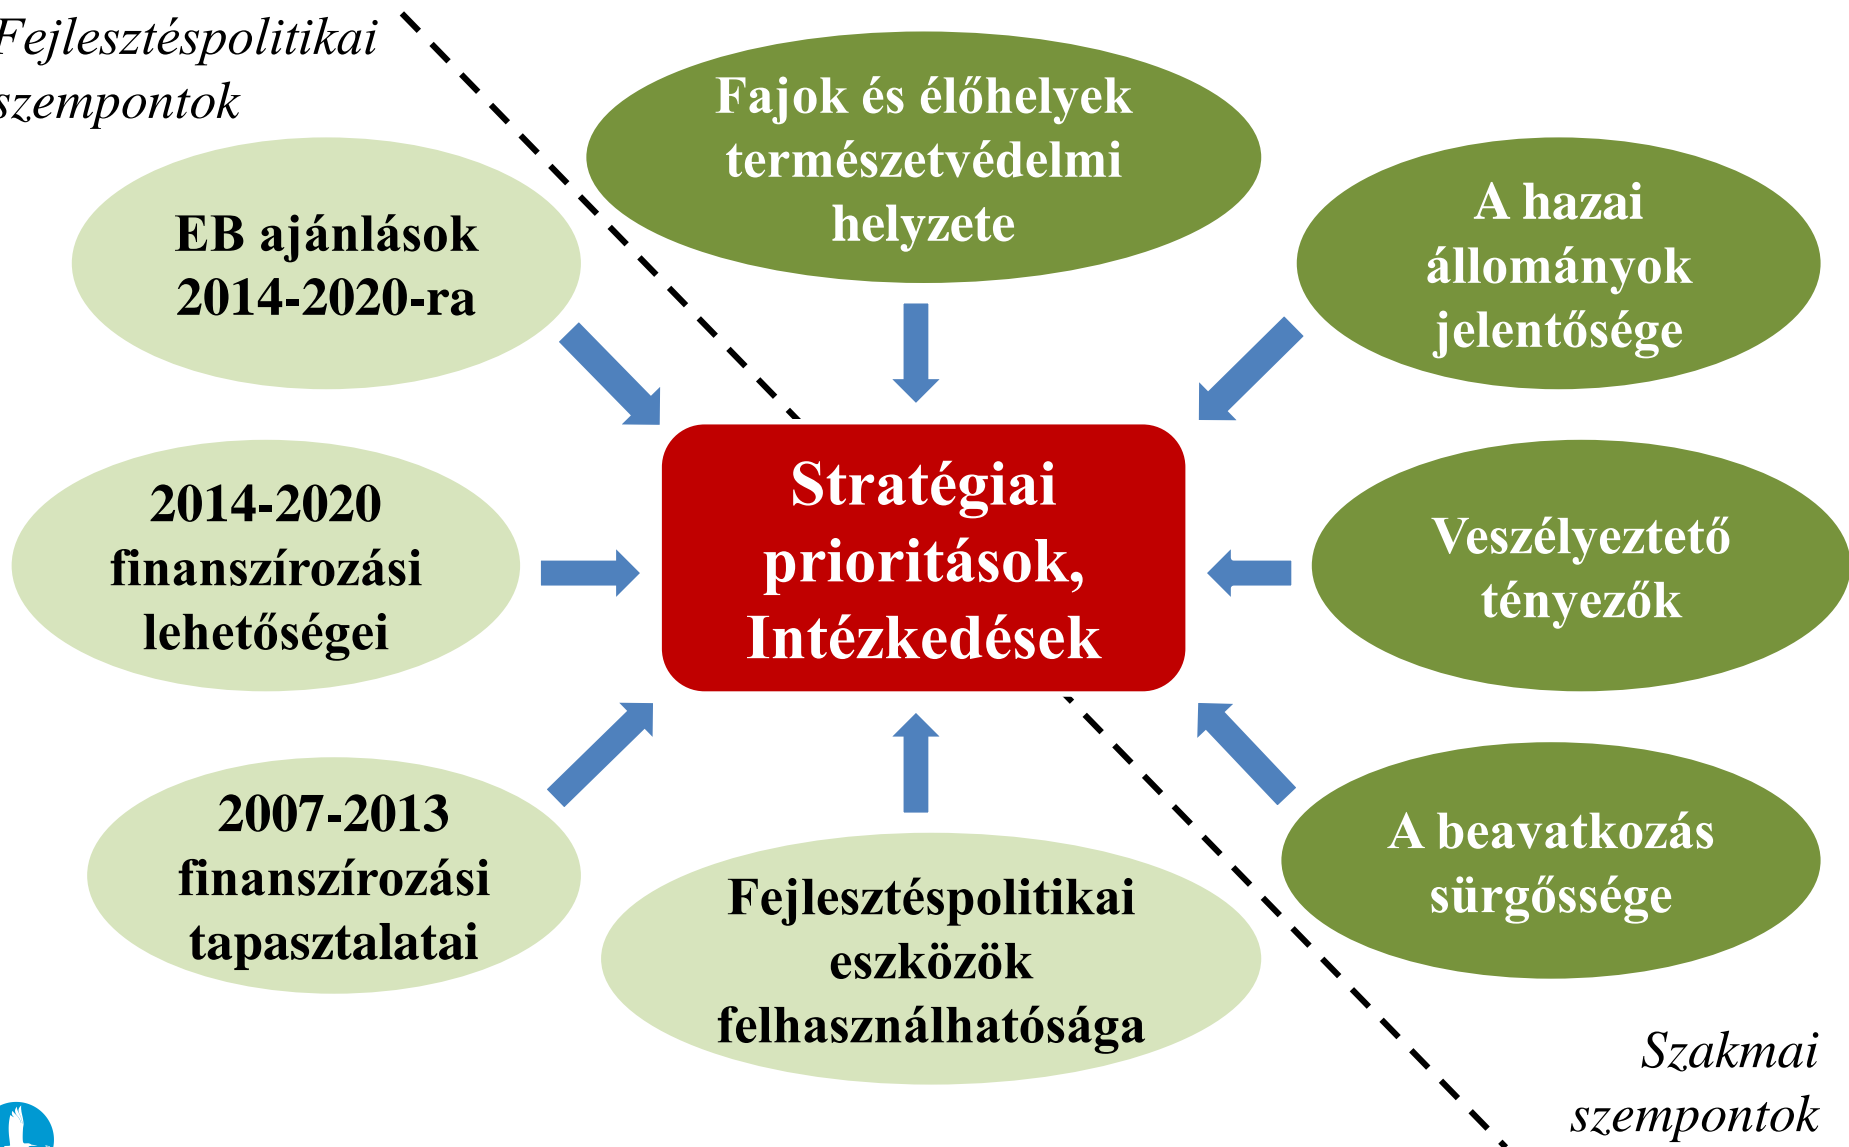 Fejlesztéspolitikai
szempontok
Fajok és élőhelyek
természetvédelmi
helyzete
EB ajánlások
2014-2020-ra
A hazai
állományok
jelentősége
2014-2020
finanszírozási
lehetőségei
Stratégiai
prioritások,
Intézkedések
Veszélyeztető
tényezők
2007-2013
finanszírozási
tapasztalatai
Fejlesztéspolitikai
eszközök
felhasználhatósága
A beavatkozás
sürgőssége
Szakmai
szempontok